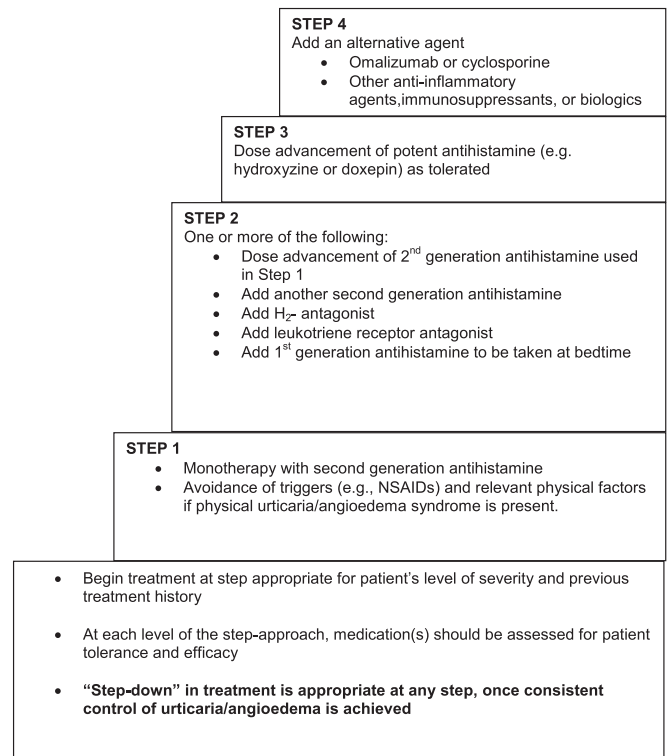 STEP 4
Add an alternative agent
• Omalizumab or cyclosporine
• Other anti-inflammatory
agents,immunosuppressants, or biologics
STEP 3
Dose advancement of potent antihistamine (e.g.
hydroxyzine or doxepin) as tolerated
STEP 2
One or more of the following:
• Dose advancement of 2nd generation antihistamine used
in Step 1
• Add another second generation antihistamine
• Add H2- antagonist
• Add leukotriene receptor antagonist
• Add 1st generation antihistamine to be taken at bedtime
STEP 1
• Monotherapy with second generation antihistamine
• Avoidance of triggers (e.g., NSAIDs) and relevant physical factors
if physical urticaria/angioedema syndrome is present.
• Begin treatment at step appropriate for patient’s level of severity and previous
treatment history
• At each level of the step-approach, medication(s) should be assessed for patient
tolerance and efficacy
• “Step-down” in treatment is appropriate at any step, once consistent
control of urticaria/angioedema is achieved